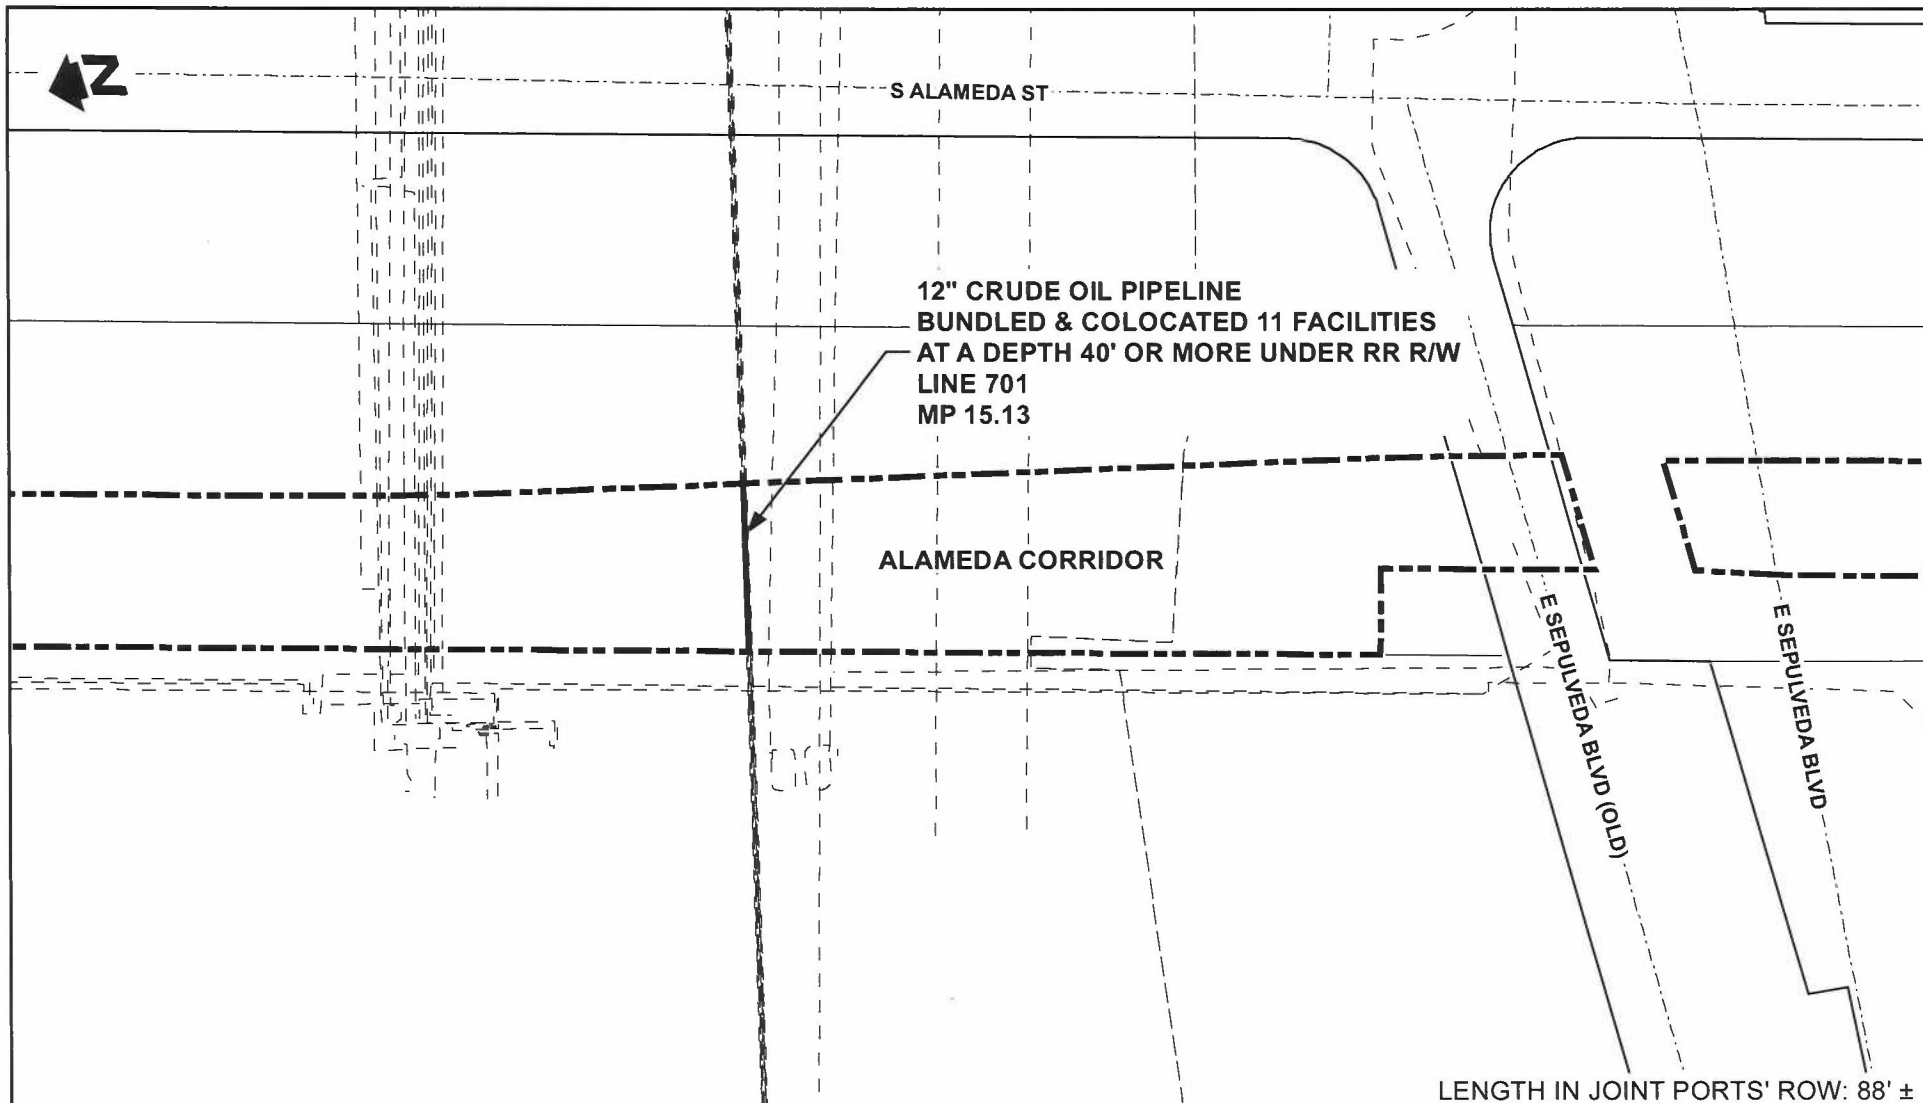 N
S ALAMEDA ST
12" CRUDE OIL PIPELINE
BUNDLED & COLOCATED 11 FACILITIES
AT A DEPTH 40' OR MORE UNDER RR R/W
LINE 701
MP 15.13
ALAMEDA CORRIDOR
E SEPULVEDA BLVD (OLD)
E SEPULVEDA BLVD
LENGTH IN JOINT PORTS' ROW: 88' ±